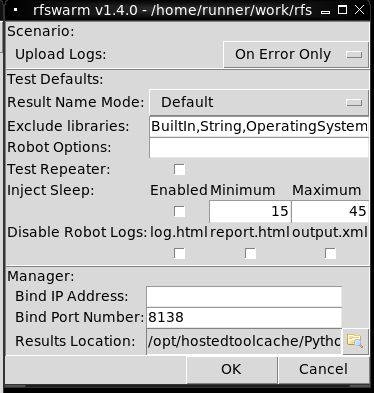 rfswarm v1.4.0 - /home/runner/work/rfs
Scenario:
Upload Logs: On Error Only
Test Defaults:
Result Name Mode: Default
Exclude libraries: BuiltIn,String,OperatingSystem
Robot Options:
Test Repeater:
Inject Sleep: Enabled Minimum Maximum
15 45
Disable Robot Logs: log.html report.html output.xml
Manager:
Bind IP Address:
Bind Port Number: 8138
Results Location: /opt/hostedtoolcache/Pytho
OK Cancel